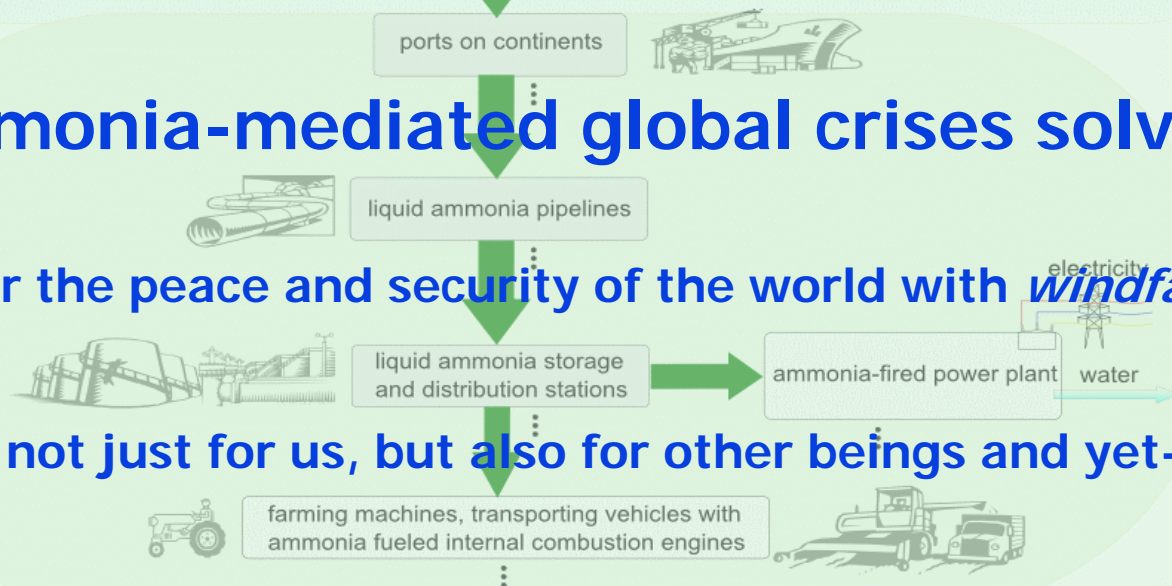 ports on continents
monia-mediated global crises solv
liquid ammonia pipelines
electricity
r the peace and security of the world with windfa
liquid ammonia storage
and distribution stations
ammonia-fired power plant
water
not just for us, but also for other beings and yet-
farming machines, transporting vehicles with
ammonia fueled internal combustion engines